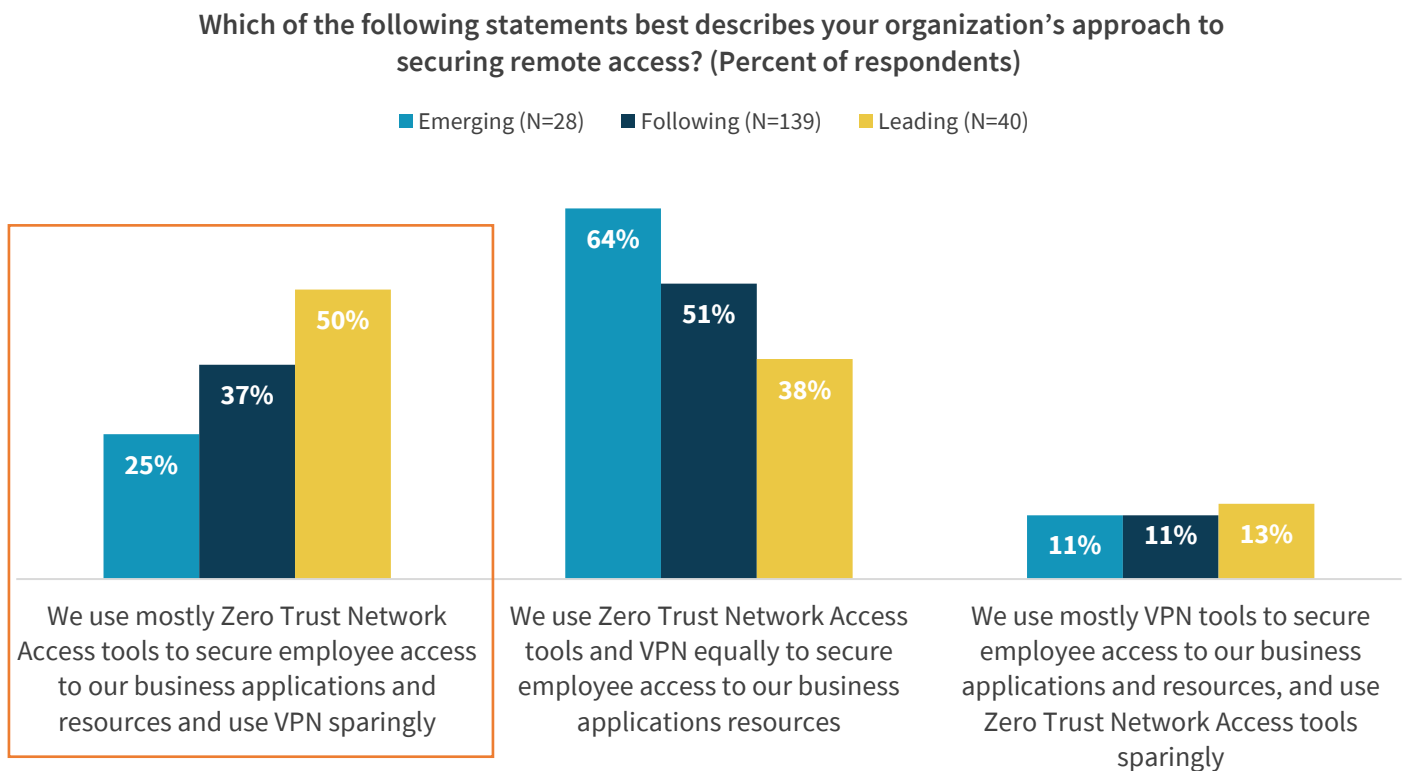 Which of the following statements best describes your organization’s approach to
securing remote access? (Percent of respondents)
Emerging (N=28) Following (N=139) Leading (N=40)
25%
37%
50%
64%
51%
38%
11%
11%
13%
We use mostly Zero Trust Network
Access tools to secure employee access
to our business applications and
resources and use VPN sparingly
We use Zero Trust Network Access
tools and VPN equally to secure
employee access to our business
applications resources
We use mostly VPN tools to secure
employee access to our business
applications and resources, and use
Zero Trust Network Access tools
sparingly